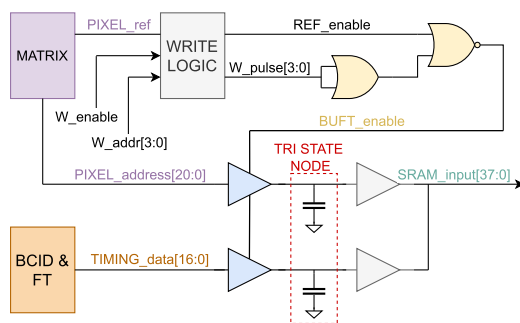 PIXEL_ref
REF_enable
MATRIX
WRITE
LOGIC
W_pulse[3:0]
W_enable
W_addr[3:0]
BUFT_enable
TRI STATE
NODE
PIXEL_address[20:0]
SRAM_input[37:0]
BCID &
FT
TIMING_data[16:0]